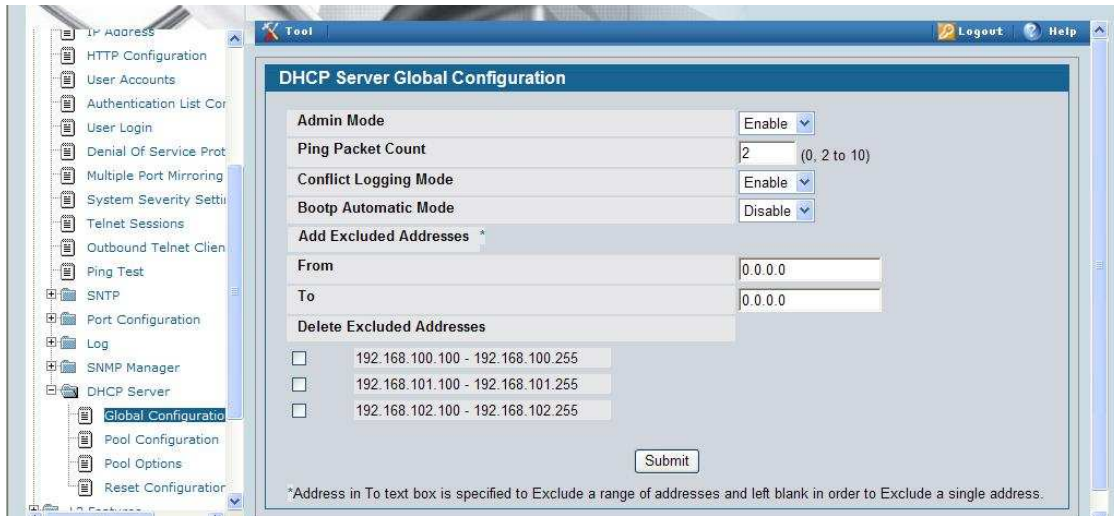 IP Address
HTTP Configuration
User Accounts
Authentication List Cor
User Login
Denial Of Service Prot
Multiple Port Mirroring
System Severity Settir
Telnet Sessions
Outbound Telnet Clien
Ping Test
SNTP
Port Configuration
Log
SNMP Manager
DHCP Server
Global Configuratio
Pool Configuration
Pool Options
Reset Configuration
L2 Features
Tool
Logout
Help
DHCP Server Global Configuration
Admin Mode Enable
Ping Packet Count 2 (0, 2 to 10)
Conflict Logging Mode Enable
Bootp Automatic Mode Disable
Add Excluded Addresses *
From 0.0.0.0
To 0.0.0.0
Delete Excluded Addresses
192.168.100.100 - 192.168.100.255
192.168.101.100 - 192.168.101.255
192.168.102.100 - 192.168.102.255
Submit
*Address in To text box is specified to Exclude a range of addresses and left blank in order to Exclude a single address.